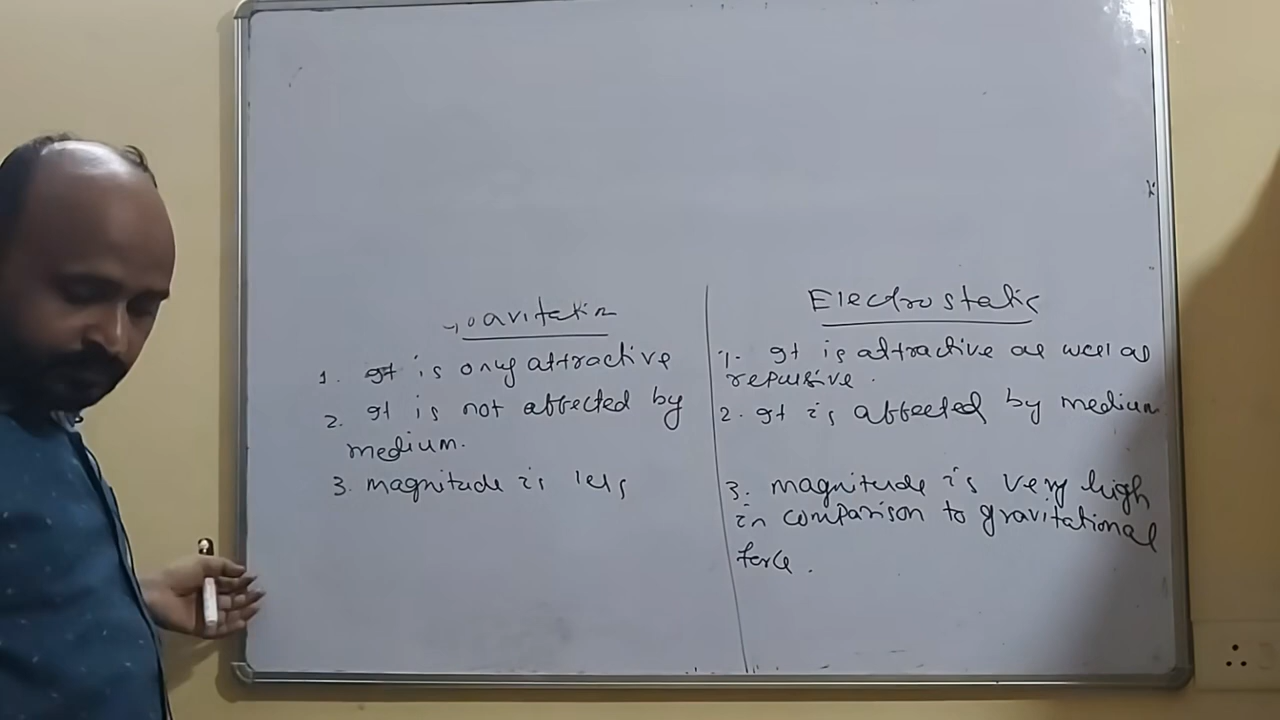 Gravitation
1. It is only attractive
2. It is not affected by
medium.
3. magnitude is less
Electrostatic
1. It is attractive as well as
repulsive.
2. It is affected by medium
3. magnitude is very high
in comparison to gravitational
force.